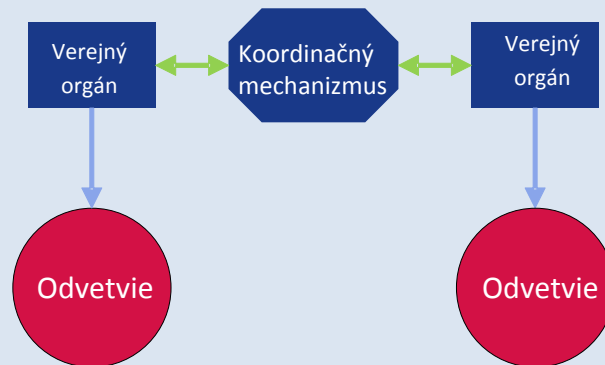 Verejný
orgán
Koordinačný
mechanizmus
Verejný
orgán
Odvetvie
Odvetvie